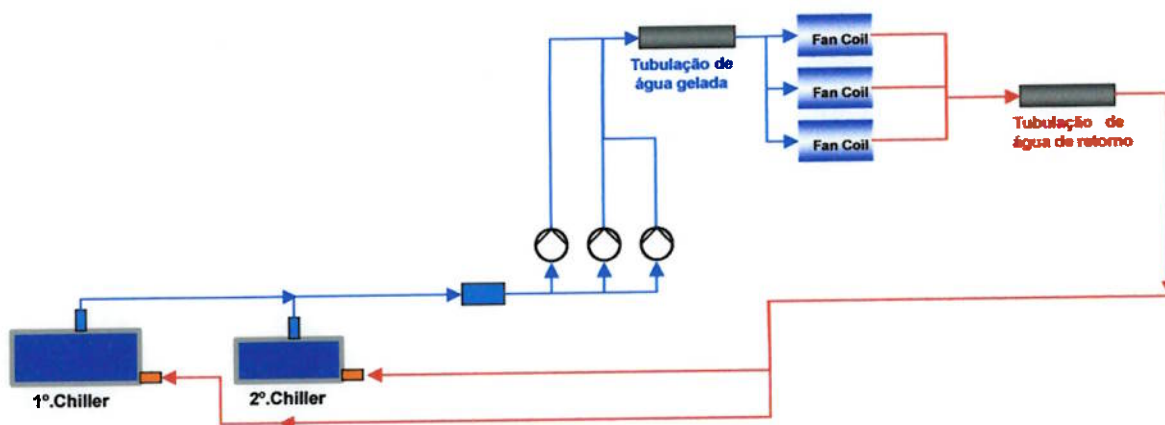 Fan Coil
Tubulação de
água gelada
Fan Coil
Fan Coil
Tubulação de
água de retorno
1º.Chiller
2º.Chiller